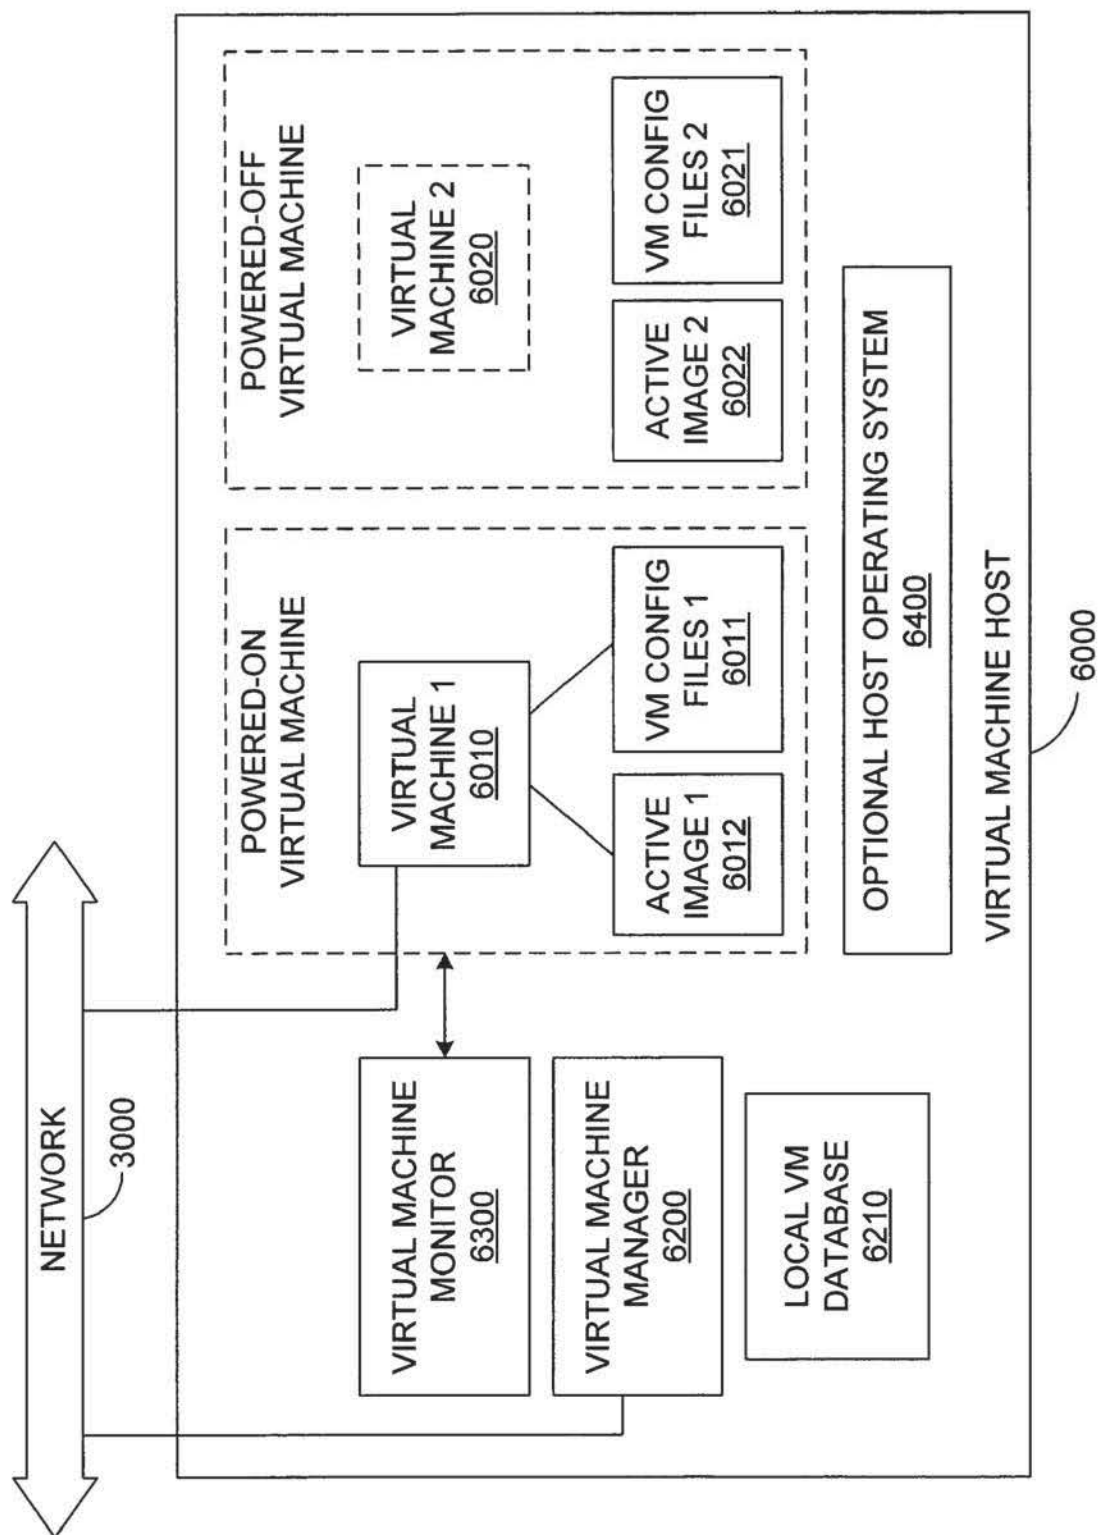 NETWORK
3000
VIRTUAL MACHINE
MONITOR
6300
VIRTUAL MACHINE
MANAGER
6200
LOCAL VM
DATABASE
6210
POWERED-ON
VIRTUAL MACHINE
VIRTUAL
MACHINE 1
6010
ACTIVE
IMAGE 1
6012
VM CONFIG
FILES 1
6011
POWERED-OFF
VIRTUAL MACHINE
VIRTUAL
MACHINE 2
6020
ACTIVE
IMAGE 2
6022
VM CONFIG
FILES 2
6021
OPTIONAL HOST OPERATING SYSTEM
6400
VIRTUAL MACHINE HOST
6000